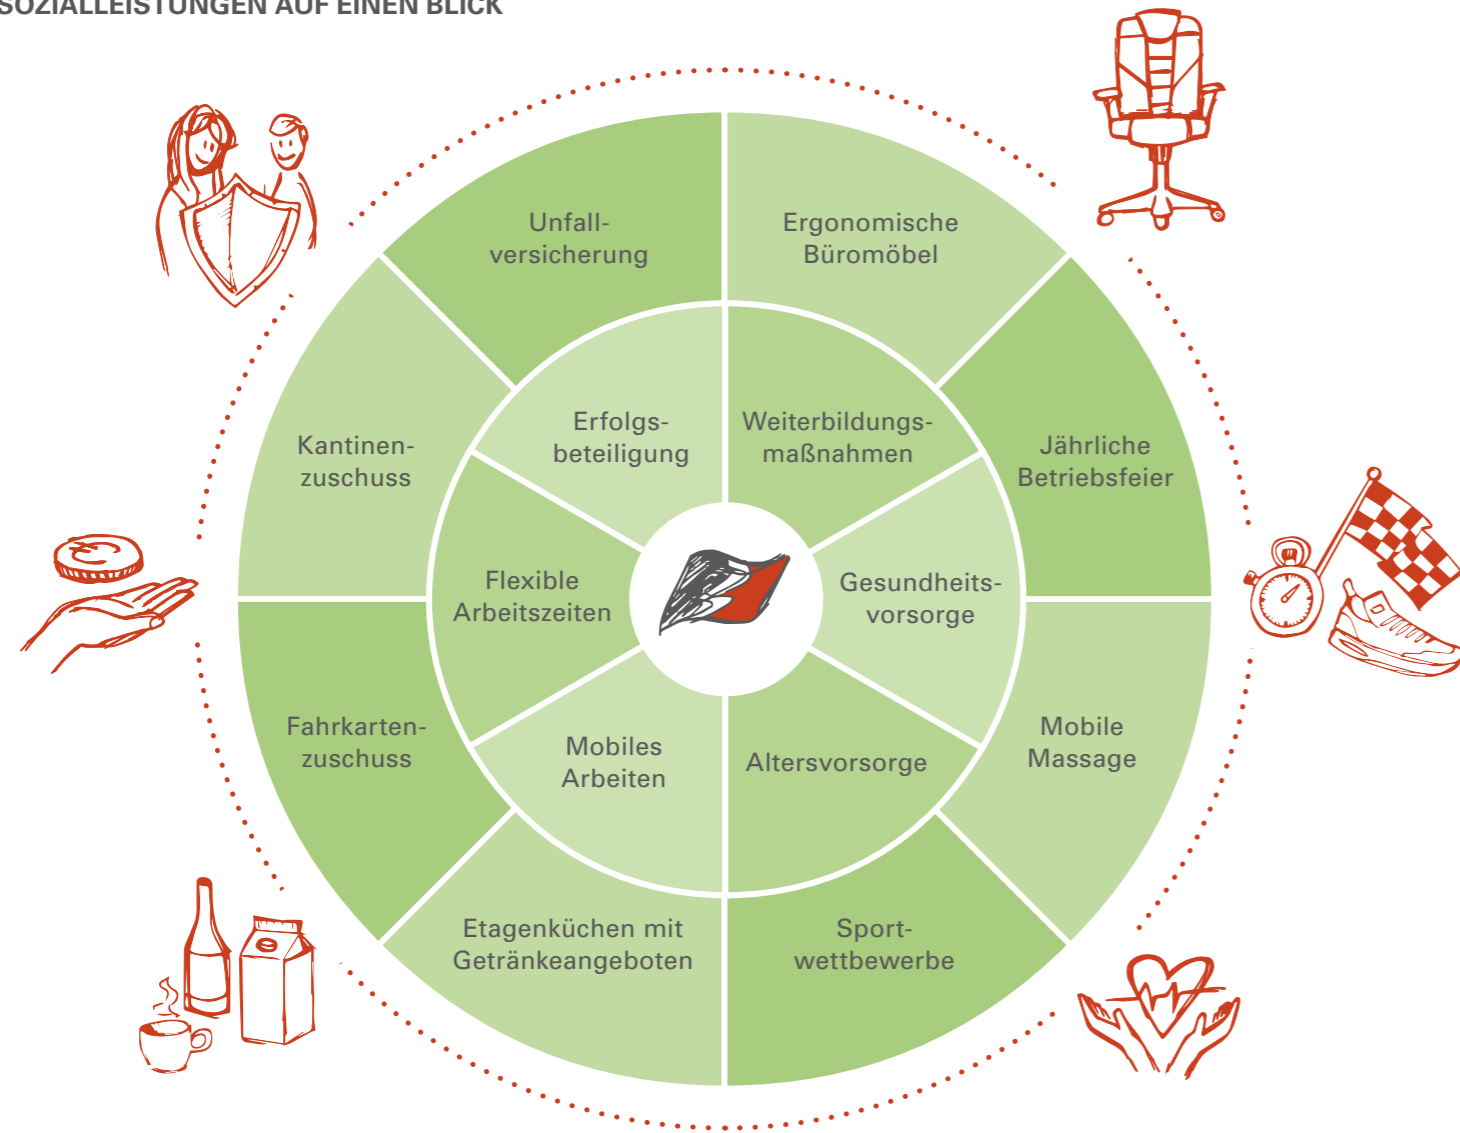 SOZIALLEISTUNGEN AUF EINEN BLICK
Unfall-
versicherung
Ergonomische
Büromöbel
Kantinen-
zuschuss
Erfolgs-
beteiligung
Weiterbildungs-
maßnahmen
Jährliche
Betriebsfeier
Flexible
Arbeitszeiten
Gesundheits-
vorsorge
Fahrkarten-
zuschuss
Mobiles
Arbeiten
Altersvorsorge
Mobile
Massage
Etagenküchen mit
Getränkeangeboten
Sport-
wettbewerbe